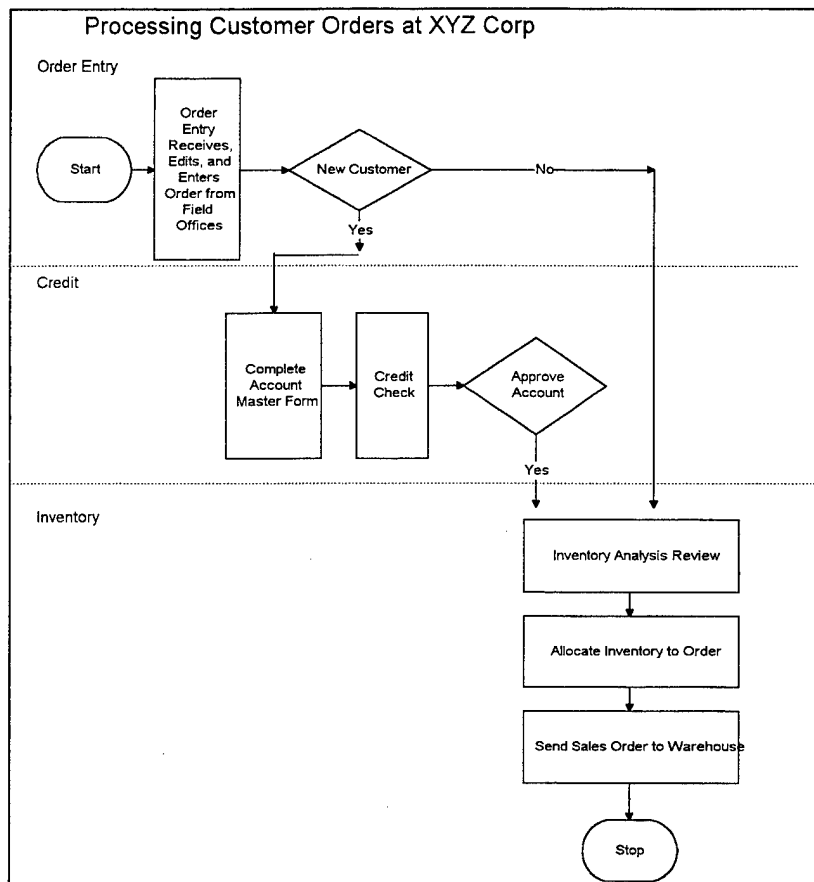 Processing Customer Orders at XYZ Corp
Order Entry
Order
Entry
Receives,
Edits, and
Enters
Order from
Field
Offices
Start
New Customer
No
Yes
Credit
Complete
Account
Master Form
Credit
Check
Approve
Account
Yes
Inventory
Inventory Analysis Review
Allocate Inventory to Order
Send Sales Order to Warehouse
Stop